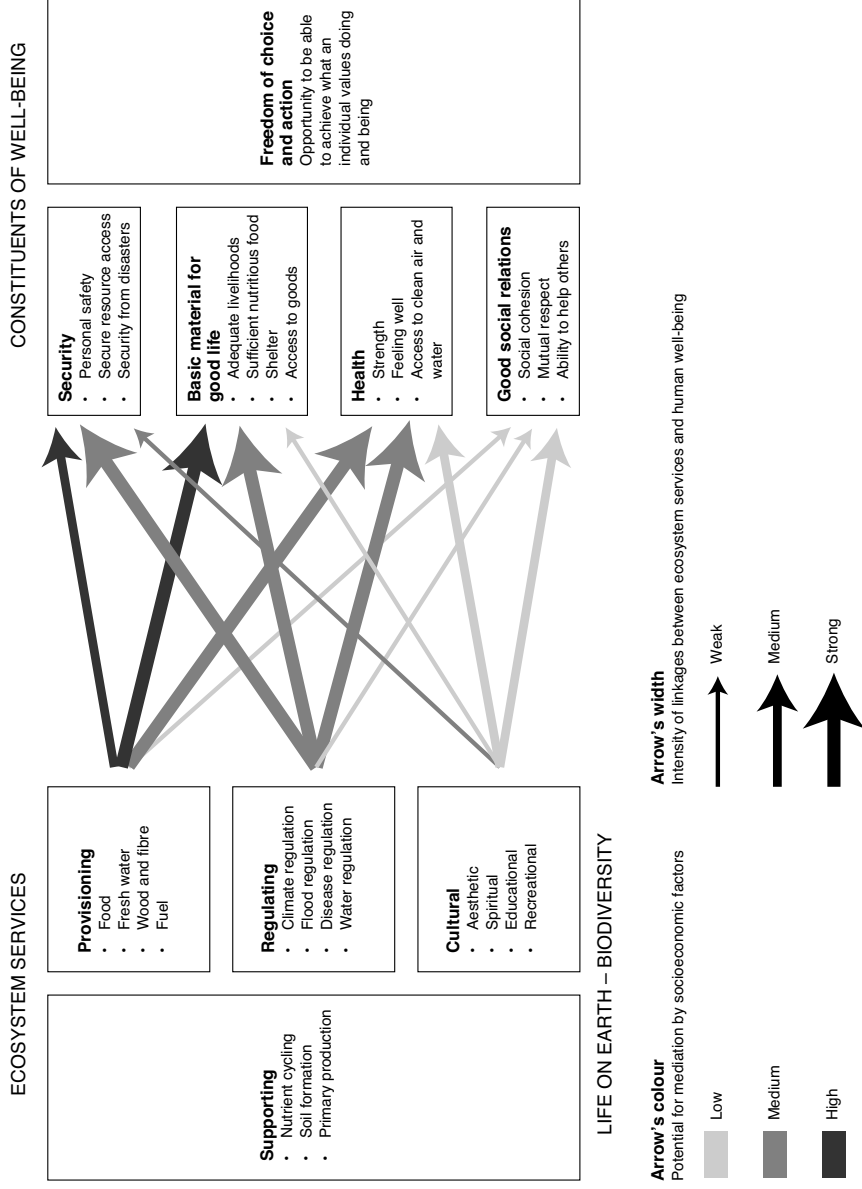 ECOSYSTEM SERVICES
CONSTITUENTS OF WELL-BEING
Supporting
• Nutrient cycling
• Soil formation
• Primary production
Provisioning
• Food
• Fresh water
• Wood and fibre
• Fuel
Regulating
• Climate regulation
• Flood regulation
• Disease regulation
• Water regulation
Cultural
• Aesthetic
• Spiritual
• Educational
• Recreational
Security
• Personal safety
• Secure resource access
• Security from disasters
Basic material for
good life
• Adequate livelihoods
• Sufficient nutritious food
• Shelter
• Access to goods
Health
• Strength
• Feeling well
• Access to clean air and
water
Good social relations
• Social cohesion
• Mutual respect
• Ability to help others
Freedom of choice
and action
Opportunity to be able
to achieve what an
individual values doing
and being
LIFE ON EARTH – BIODIVERSITY
Arrow's colour
Potential for mediation by socioeconomic factors
Low
Medium
High
Arrow's width
Intensity of linkages between ecosystem services and human well-being
Weak
Medium
Strong